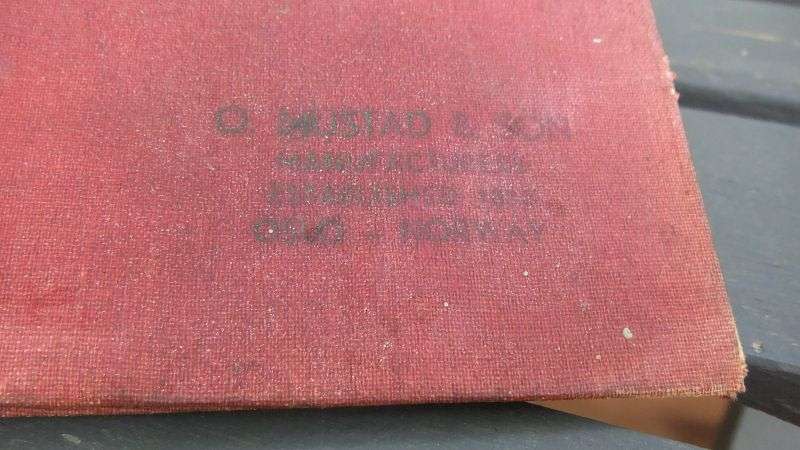 O. MUSTAD & SON
MANUFACTURERS
ESTABLISHED
OSLO - NORWAY